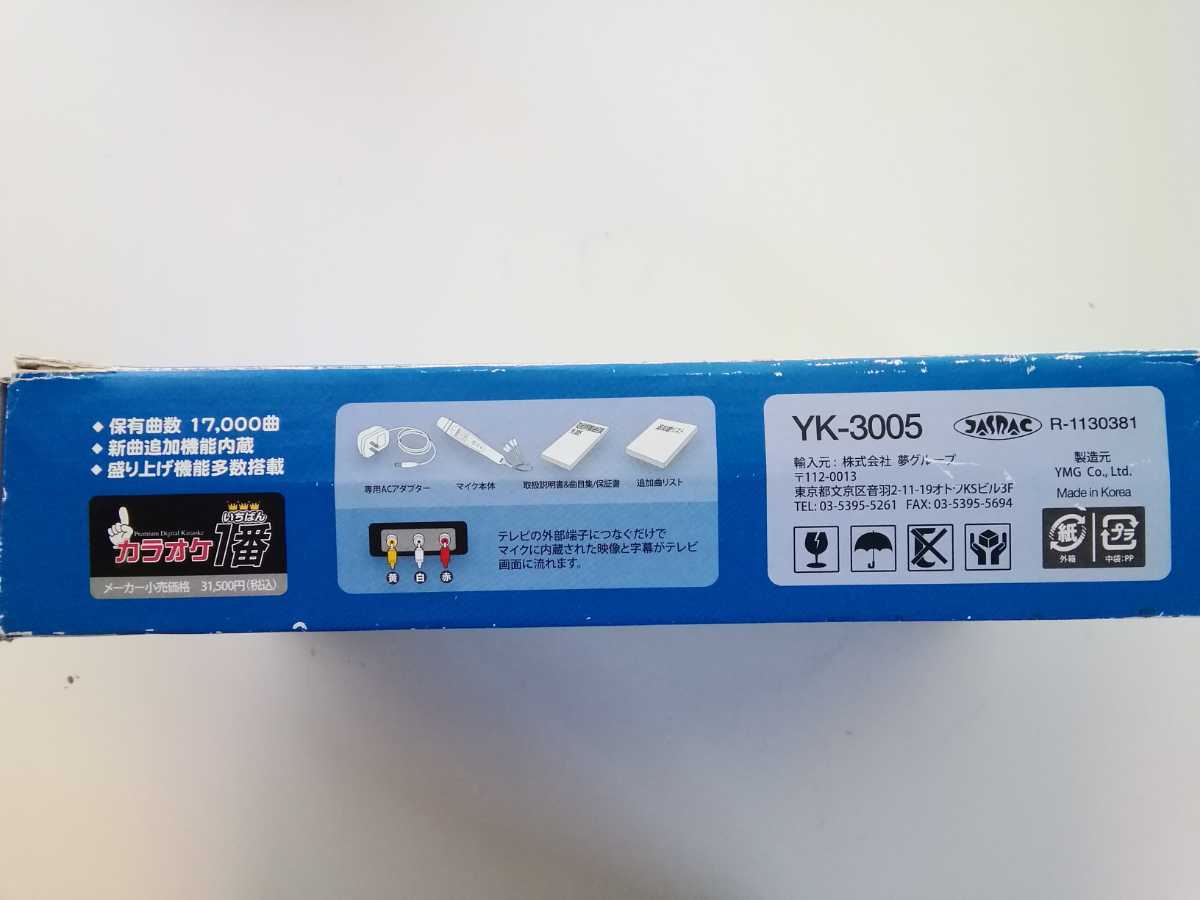 ◆ 保有曲数 17,000曲
◆ 新曲追加機能内蔵
◆ 盛り上げ機能多数搭載
いちばん
Premium Digital Karaoke
カラオケ1番
メーカー小売価格 31,500円(税込)
専用ACアダプター
マイク本体
取扱説明書&曲目集/保証書
追加曲リスト
黄 白 赤
テレビの外部端子につなぐだけで
マイクに内蔵された映像と字幕がテレビ
画面に流れます。
YK-3005
JASRAC R-1130381
輸入元 : 株式会社 夢グループ
〒112-0013
東京都文京区音羽2-11-19オトワKSビル3F
TEL: 03-5395-5261 FAX: 03-5395-5694
製造元
YMG Co., Ltd.
Made in Korea
紙
外箱
プラ
中袋:PP